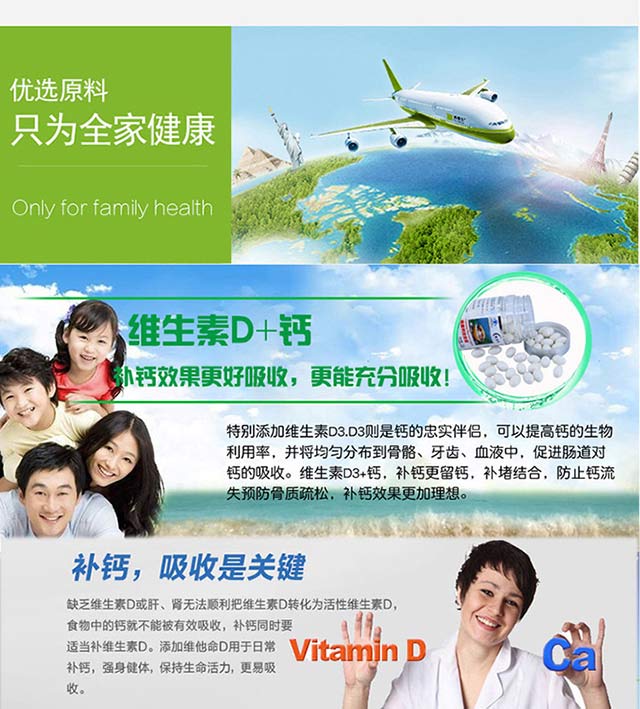 优选原料
只为全家健康
Only for family health
维生素D+钙
补钙效果更好吸收，更能充分吸收！
特别添加维生素D3.D3则是钙的忠实伴侣，可以提高钙的生物
利用率，并将均匀分布到骨骼、牙齿、血液中，促进肠道对
钙的吸收。维生素D3+钙，补钙更留钙，补堵结合，防止钙流
失预防骨质疏松，补钙效果更加理想。
补钙，吸收是关键
缺乏维生素D或肝、肾无法顺利把维生素D转化为活性维生素D，
食物中的钙就不能被有效吸收，补钙同时要
适当补维生素D。添加维他命D用于日常
补钙，强身健体，保持生命活力，更易吸
收。
Vitamin D
Ca